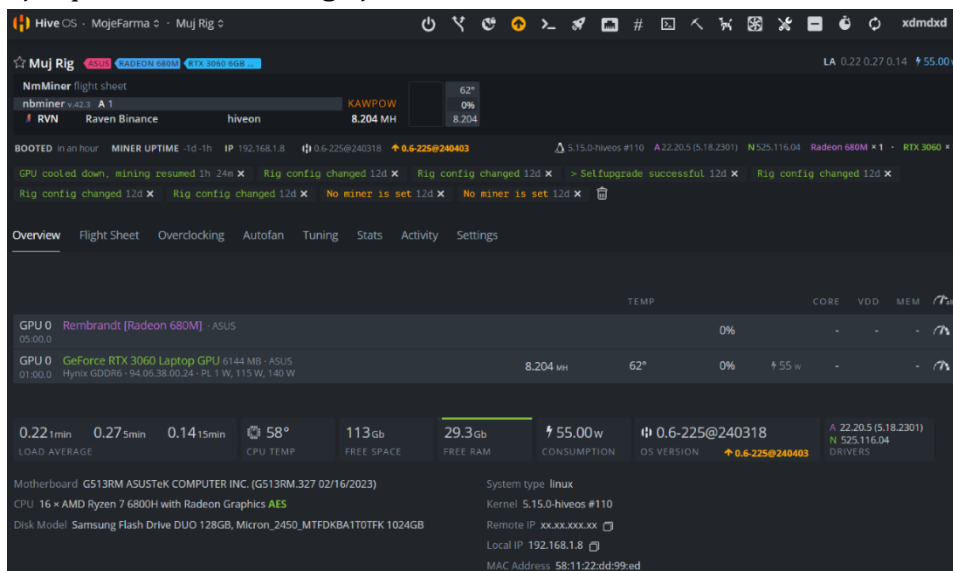 Hive OS · MojeFarma · Muj Rig
xdmdxd
Muj Rig ASUS RADEON 680M RTX 3060 6GB ...
LA 0.22 0.27 0.14 55.00
NmMiner flight sheet
nbminer v.42.3 A 1 KAWPOW
RVN Raven Binance hiveon 8.204 MH
62°
0%
8.204
BOOTED in an hour MINER UPTIME -1d -1h IP 192.168.1.8 0.6-225@240318 0.6-225@240403 5.15.0-hiveos #110 A 22.20.5 (5.18.2301) N 525.116.04 Radeon 680M × 1 · RTX 3060 ×
GPU cooled down, mining resumed 1h 24m × Rig config changed 12d × Rig config changed 12d × > Selfupgrade successful 12d × Rig config changed 12d ×
Rig config changed 12d × Rig config changed 12d × No miner is set 12d × No miner is set 12d ×
Overview Flight Sheet Overclocking Autofan Tuning Stats Activity Settings
TEMP CORE VDD MEM
GPU 0 Rembrandt [Radeon 680M] · ASUS
05:00.0
0% - - -
GPU 0 GeForce RTX 3060 Laptop GPU 6144 MB · ASUS
01:00.0 Hynix GDDR6 · 94.06.38.00.24 · PL 1 W, 115 W, 140 W
8.204 MH 62° 0% 55 W - -
0.22 1min 0.27 5min 0.14 15min
LOAD AVERAGE
58°
CPU TEMP
113 Gb
FREE SPACE
29.3 Gb
FREE RAM
55.00 W
CONSUMPTION
0.6-225@240318
OS VERSION 0.6-225@240403
A 22.20.5 (5.18.2301)
N 525.116.04
DRIVERS
Motherboard G513RM ASUSTeK COMPUTER INC. (G513RM.327 02/16/2023)
CPU 16 × AMD Ryzen 7 6800H with Radeon Graphics AES
Disk Model Samsung Flash Drive DUO 128GB, Micron_2450_MTFDKBA1T0TFK 1024GB
System type linux
Kernel 5.15.0-hiveos #110
Remote IP xx.xx.xxx.xx
Local IP 192.168.1.8
MAC Address 58:11:22:dd:99:ed